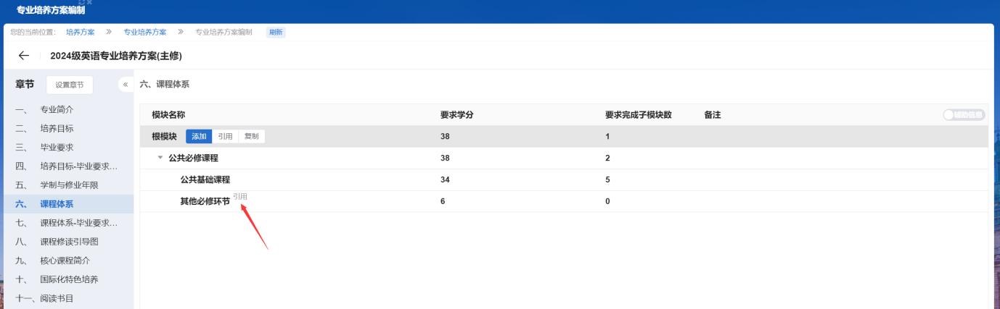 专业培养方案编制
您的当前位置： 培养方案 » 专业培养方案 » 专业培养方案编制 刷新
← 2024级英语专业培养方案(主修)
章节 设置章节 «
一、 专业简介
二、 培养目标
三、 毕业要求
四、 培养目标-毕业要求...
五、 学制与修业年限
六、 课程体系
七、 课程体系-毕业要求...
八、 课程修读引导图
九、 核心课程简介
十、 国际化特色培养
十一、 阅读书目
六、课程体系
模块名称 要求学分 要求完成子模块数 备注 辅助信息
根模块 添加 引用 复制 38 1
公共必修课程 38 2
公共基础课程 34 5
其他必修环节 引用 6 0